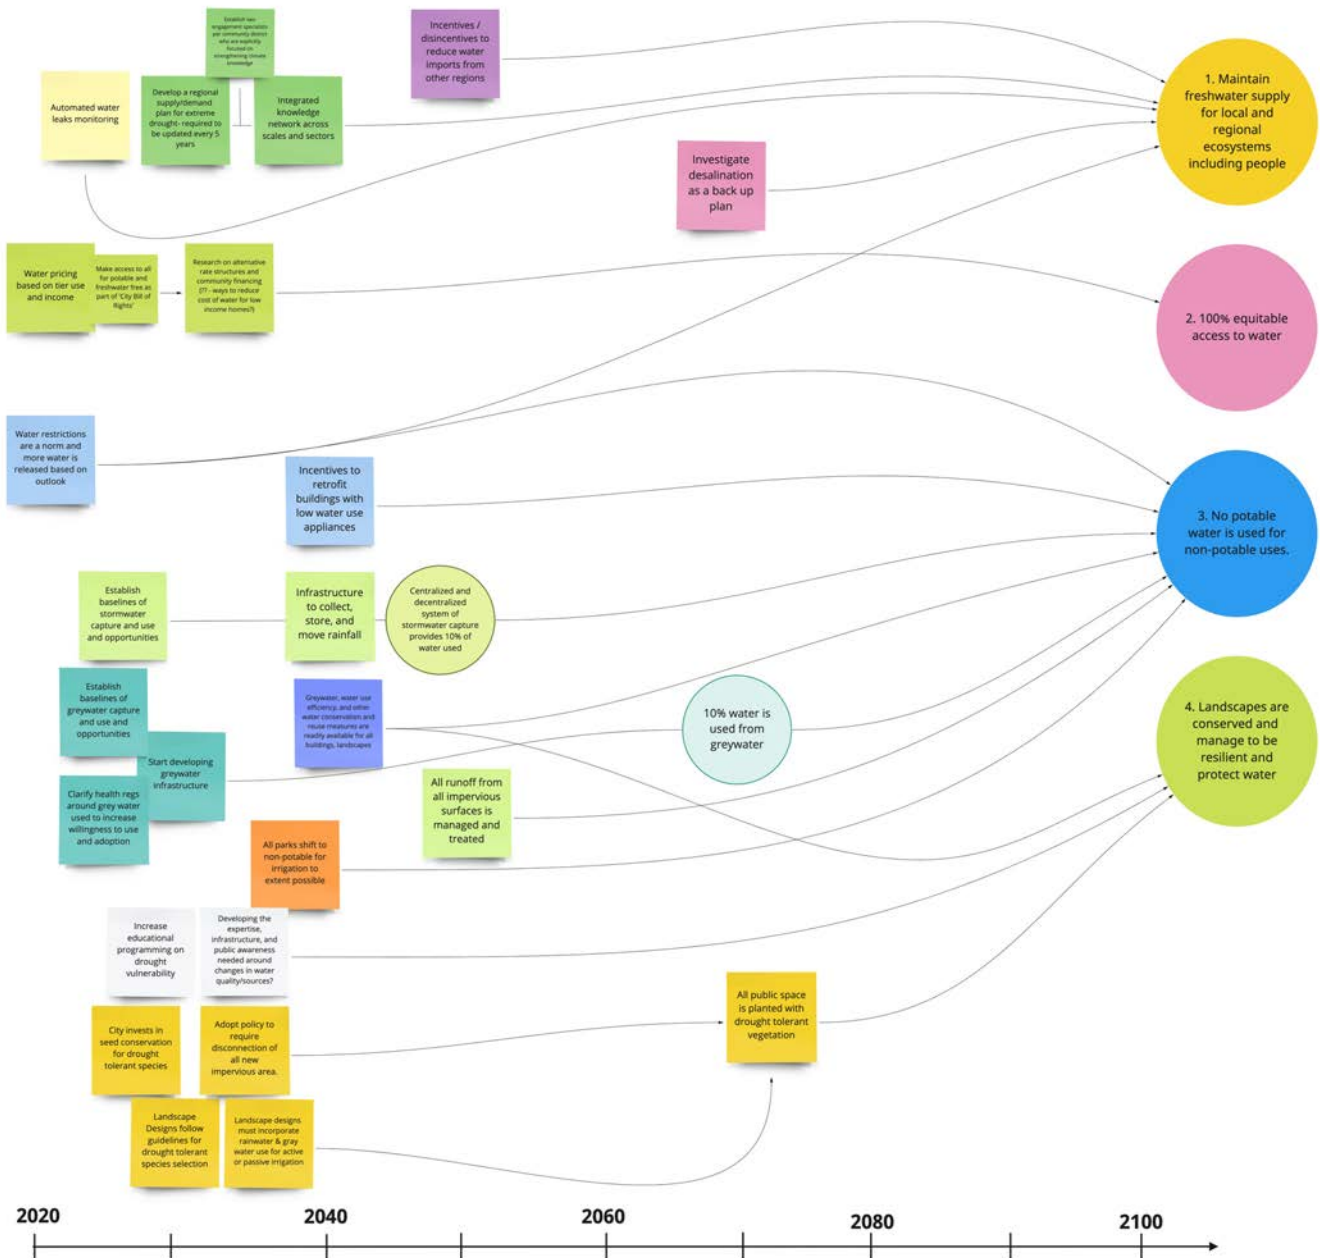 Establish two
engagement specialists
per community district
who are explicitly
focused on
strengthening climate
knowledge
Incentives /
disincentives to
reduce water
imports from
other regions
Automated water
leaks monitoring
Develop a regional
supply/demand
plan for extreme
drought- required to
be updated every 5
years
Integrated
knowledge
network across
scales and sectors
1. Maintain
freshwater supply
for local and
regional
ecosystems
including people
Investigate
desalination
as a back up
plan
Water pricing
based on tier use
and income
Make access to all
for potable and
freshwater free as
part of 'City Bill of
Rights'
Research on alternative
rate structures and
community financing
(?? - ways to reduce
cost of water for low
income homes?)
2. 100% equitable
access to water
Water restrictions
are a norm and
more water is
released based on
outlook
Incentives to
retrofit
buildings with
low water use
appliances
3. No potable
water is used for
non-potable uses.
Establish
baselines of
stormwater
capture and use
and opportunities
Infrastructure
to collect,
store, and
move rainfall
Centralized and
decentralized
system of
stormwater capture
provides 10% of
water used
Establish
baselines of
greywater capture
and use and
opportunities
Start developing
greywater
infrastructure
Clarify health regs
around grey water
used to increase
willingness to use
and adoption
Greywater, water use
efficiency, and other
water conservation and
reuse measures are
readily available for all
buildings, landscapes
10% water is
used from
greywater
4. Landscapes are
conserved and
manage to be
resilient and
protect water
All runoff from
all impervious
surfaces is
managed and
treated
All parks shift to
non-potable for
irrigation to
extent possible
Increase
educational
programming on
drought
vulnerability
Developing the
expertise,
infrastructure, and
public awareness
needed around
changes in water
quality/sources?
All public space
is planted with
drought tolerant
vegetation
City invests in
seed conservation
for drought
tolerant species
Adopt policy to
require
disconnection of
all new
impervious area.
Landscape
Designs follow
guidelines for
drought tolerant
species selection
Landscape designs
must incorporate
rainwater & gray
water use for active
or passive irrigation
2020 2040 2060 2080 2100